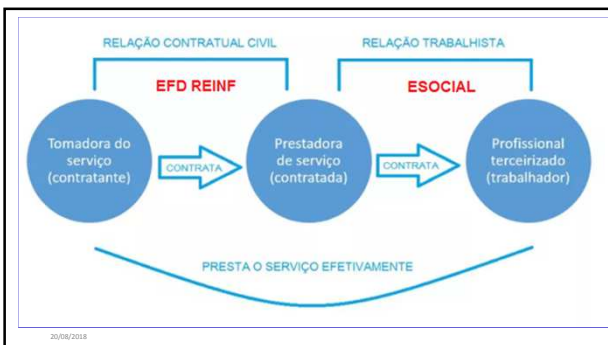 RELAÇÃO CONTRATUAL CIVIL
RELAÇÃO TRABALHISTA
EFD REINF
ESOCIAL
Tomadora do
serviço
(contratante)
CONTRATA
Prestadora
de serviço
(contratada)
CONTRATA
Profissional
terceirizado
(trabalhador)
PRESTA O SERVIÇO EFETIVAMENTE
20/08/2018